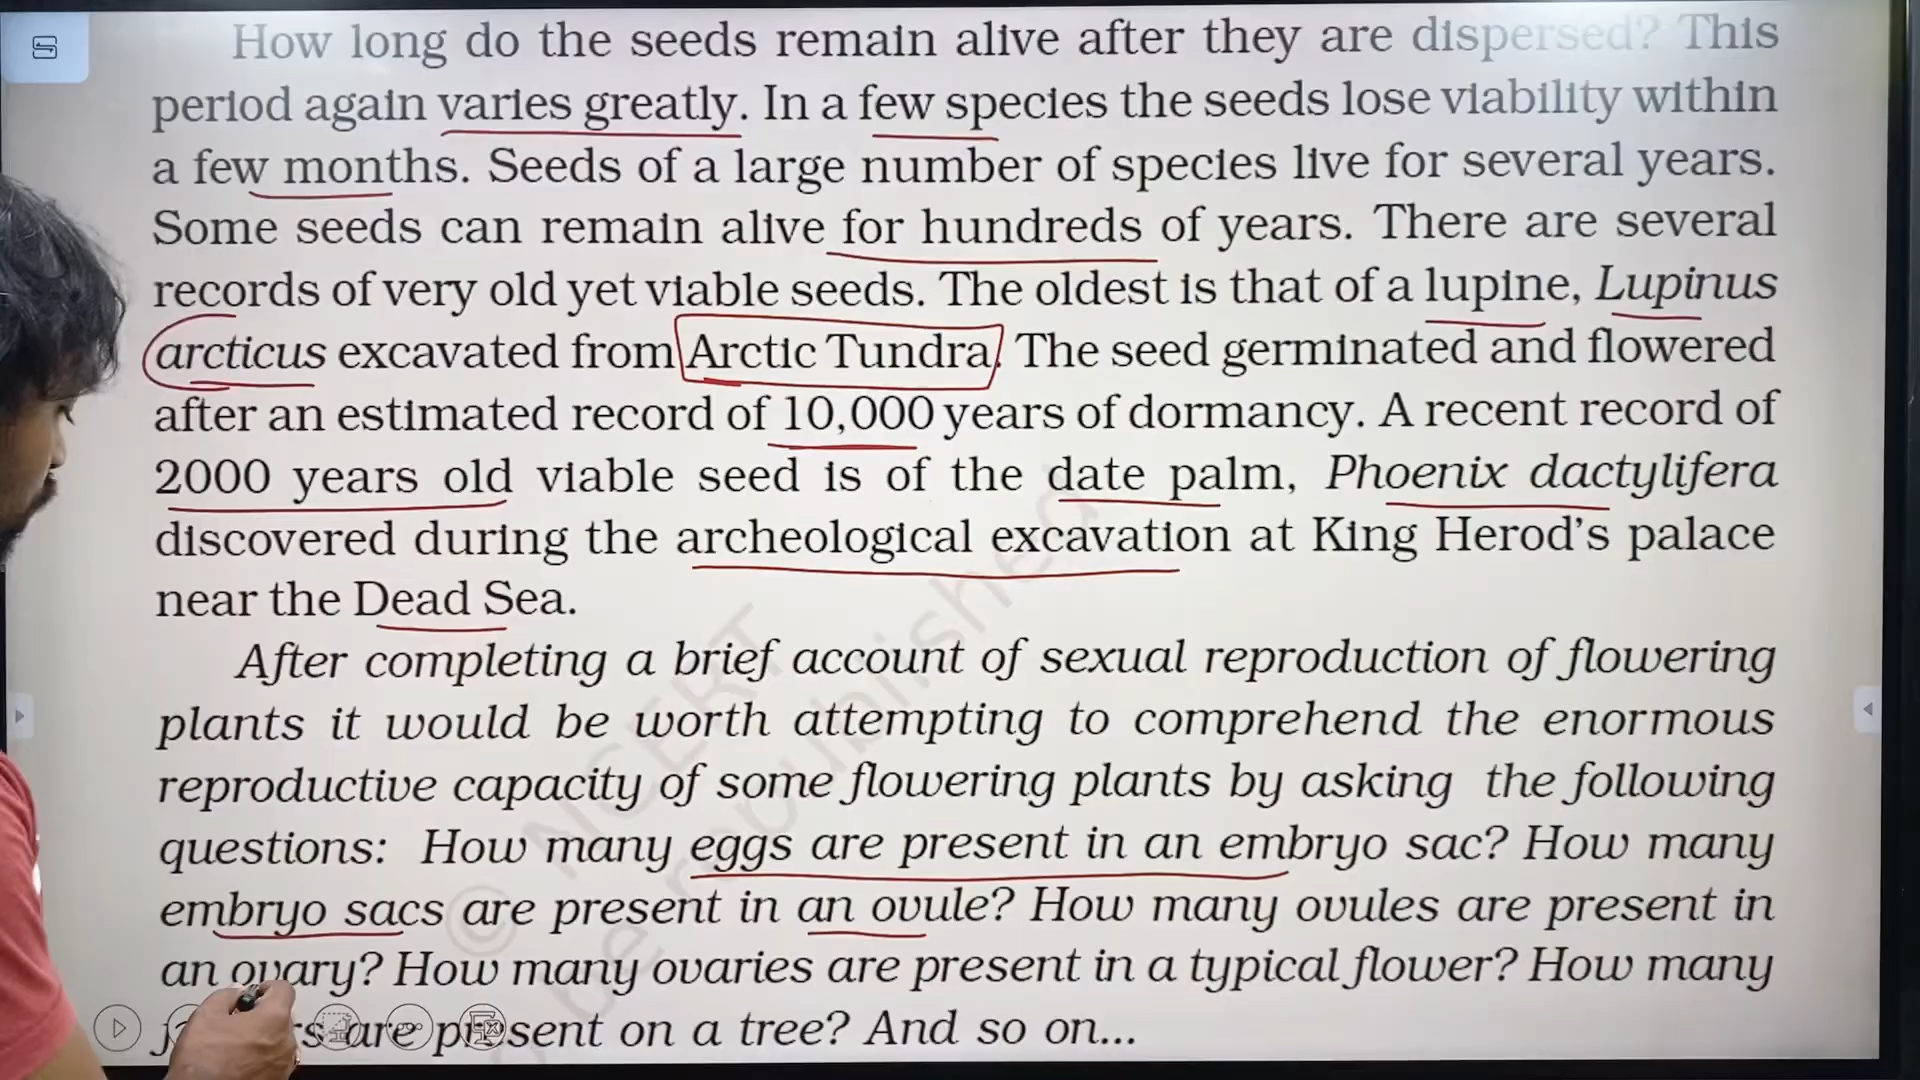 How long do the seeds remain alive after they are dispersed? This
period again varies greatly. In a few species the seeds lose viability within
a few months. Seeds of a large number of species live for several years.
Some seeds can remain alive for hundreds of years. There are several
records of very old yet viable seeds. The oldest is that of a lupine, Lupinus
arcticus excavated from Arctic Tundra. The seed germinated and flowered
after an estimated record of 10,000 years of dormancy. A recent record of
2000 years old viable seed is of the date palm, Phoenix dactylifera
discovered during the archeological excavation at King Herod's palace
near the Dead Sea.
After completing a brief account of sexual reproduction of flowering
plants it would be worth attempting to comprehend the enormous
reproductive capacity of some flowering plants by asking the following
questions: How many eggs are present in an embryo sac? How many
embryo sacs are present in an ovule? How many ovules are present in
an ovary? How many ovaries are present in a typical flower? How many
are present on a tree? And so on...
© NCERT
be republished